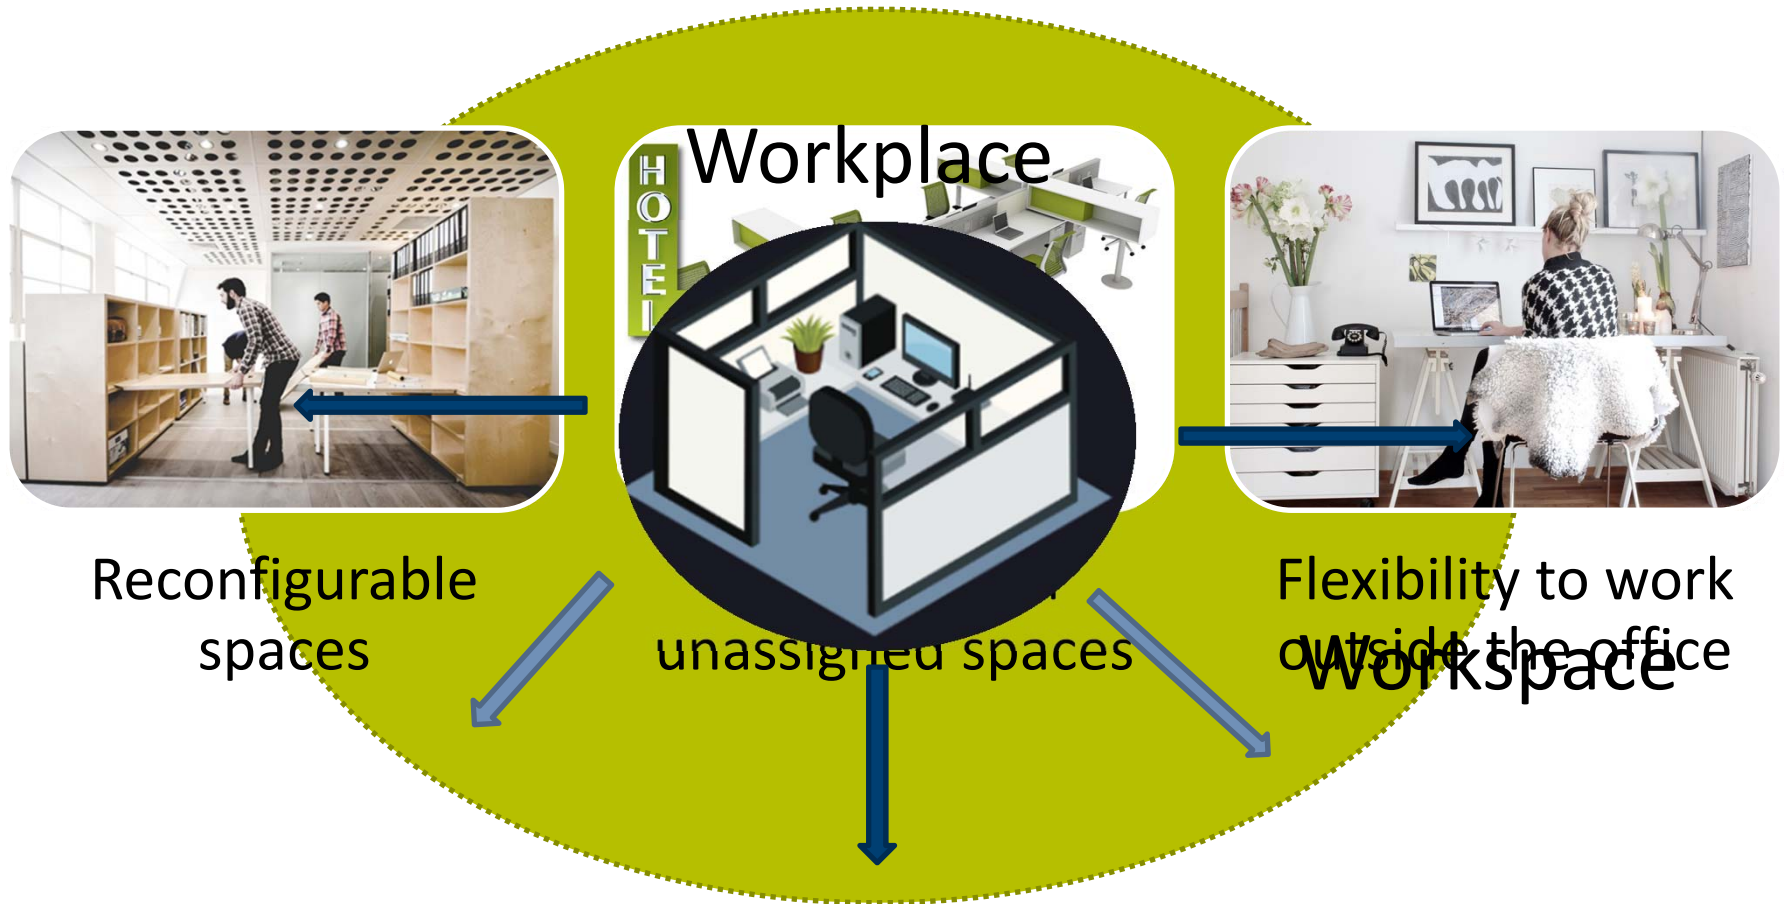 Workplace
HOTEL
Reconfigurable
spaces
unassigned spaces
Flexibility to work
outside the office
Workspace